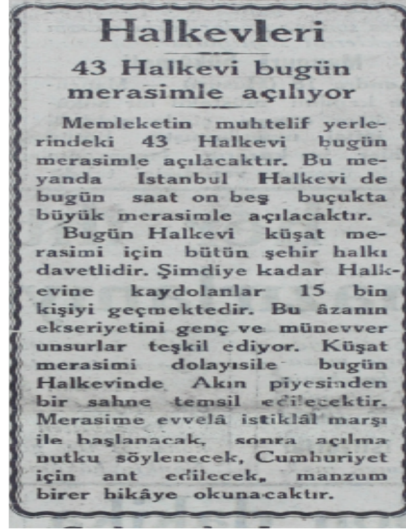 Halkevleri
43 Halkevi bugün
merasimle açılıyor
Memleketin muhtelif yerle-
rindeki 43 Halkevi bugün
merasimle açılacaktır. Bu me-
yanda Istanbul Halkevi de
bugün saat on beş buçukta
büyük merasimle açılacaktır.
Bugün Halkevi küşat me-
rasimi için bütün şehir halkı
davetlidir. Şimdiye kadar Halk-
evine kaydolanlar 15 bin
kişiyi geçmektedir. Bu âzanın
ekseriyetini genç ve münevver
unsurlar teşkil ediyor. Küşat
merasimi dolayısile bugün
Halkevinde Akın piyesinden
bir sahne temsil edilecektir.
Merasime evvelâ istiklâl marşı
ile başlanacak, sonra açılma
nutku söylenecek, Cumhuriyet
için ant edilecek, manzum
birer hikâye okunacaktır.